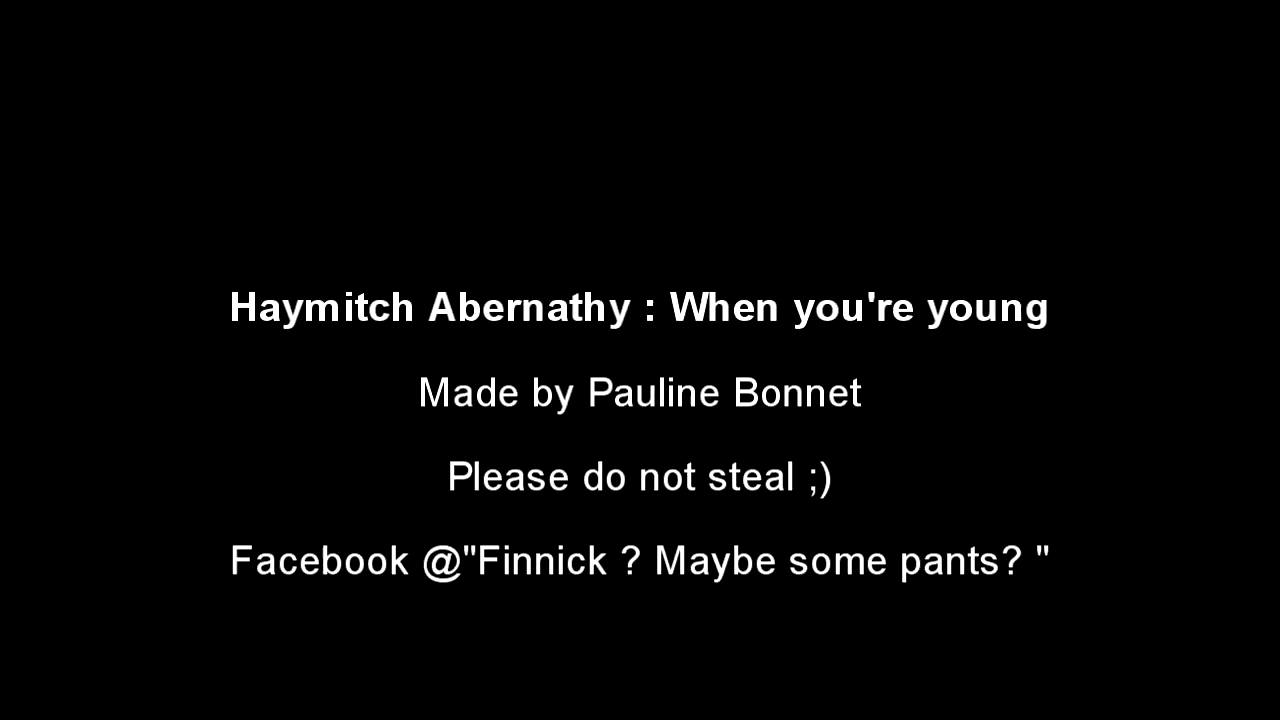 Haymitch Abernathy : When you're young
Made by Pauline Bonnet
Please do not steal ;)
Facebook @"Finnick ? Maybe some pants? "